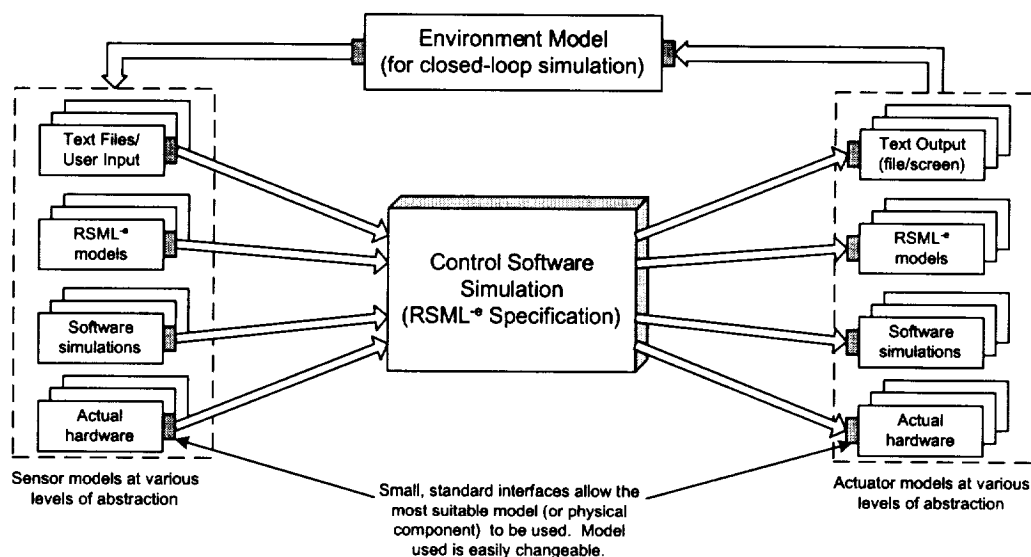 Environment Model
(for closed-loop simulation)
Text Files/
User Input
RSML-e
models
Software
simulations
Actual
hardware
Sensor models at various
levels of abstraction
Control Software
Simulation
(RSML-e Specification)
Small, standard interfaces allow the
most suitable model (or physical
component) to be used. Model
used is easily changeable.
Text Output
(file/screen)
RSML-e
models
Software
simulations
Actual
hardware
Actuator models at various
levels of abstraction